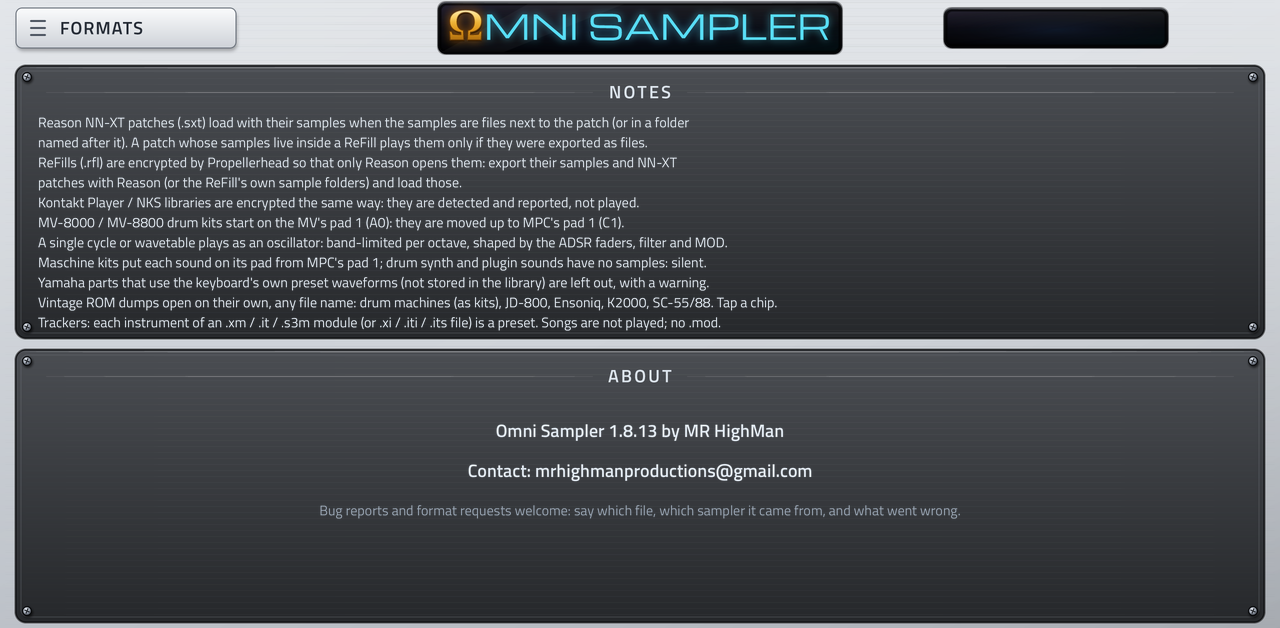 FORMATS
ΩMNI SAMPLER
NOTES
Reason NN-XT patches (.sxt) load with their samples when the samples are files next to the patch (or in a folder
named after it). A patch whose samples live inside a ReFill plays them only if they were exported as files.
ReFills (.rfl) are encrypted by Propellerhead so that only Reason opens them: export their samples and NN-XT
patches with Reason (or the ReFill's own sample folders) and load those.
Kontakt Player / NKS libraries are encrypted the same way: they are detected and reported, not played.
MV-8000 / MV-8800 drum kits start on the MV's pad 1 (A0): they are moved up to MPC's pad 1 (C1).
A single cycle or wavetable plays as an oscillator: band-limited per octave, shaped by the ADSR faders, filter and MOD.
Maschine kits put each sound on its pad from MPC's pad 1; drum synth and plugin sounds have no samples: silent.
Yamaha parts that use the keyboard's own preset waveforms (not stored in the library) are left out, with a warning.
Vintage ROM dumps open on their own, any file name: drum machines (as kits), JD-800, Ensoniq, K2000, SC-55/88. Tap a chip.
Trackers: each instrument of an .xm / .it / .s3m module (or .xi / .iti / .its file) is a preset. Songs are not played; no .mod.
ABOUT
Omni Sampler 1.8.13 by MR HighMan
Contact: mrhighmanproductions@gmail.com
Bug reports and format requests welcome: say which file, which sampler it came from, and what went wrong.